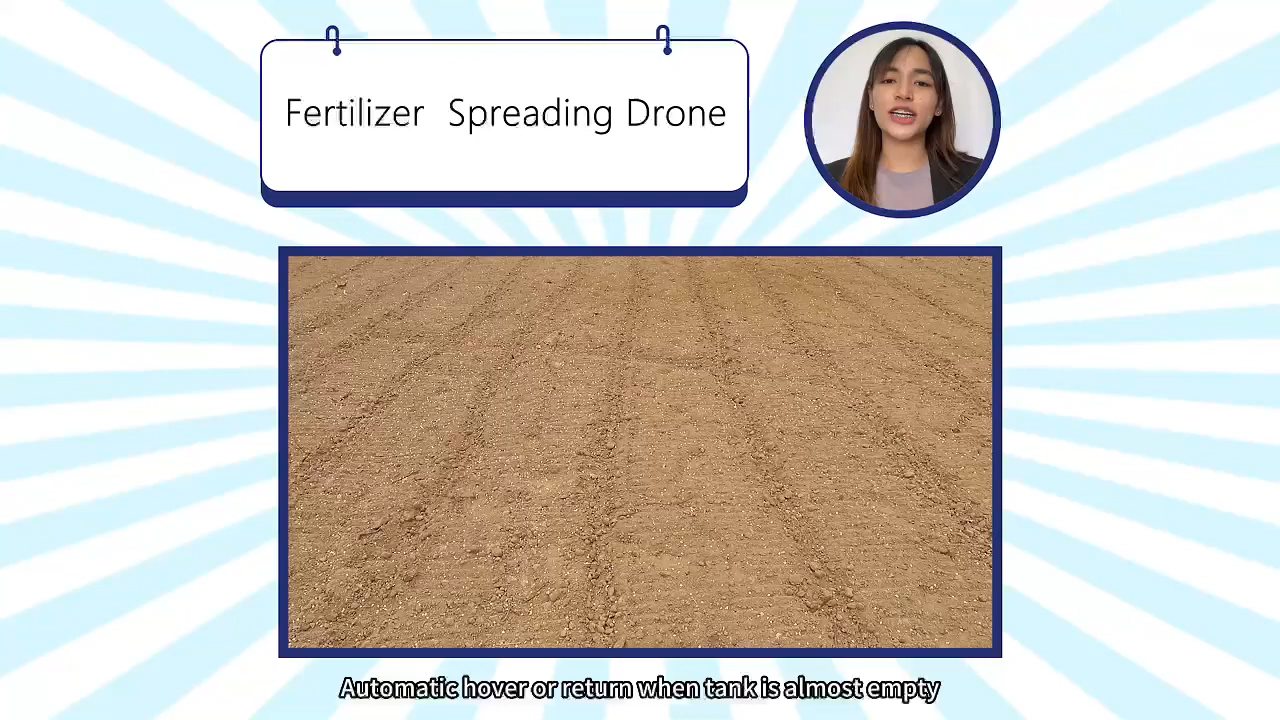 Fertilizer  Spreading Drone
Automatic hover or return when tank is almost empty